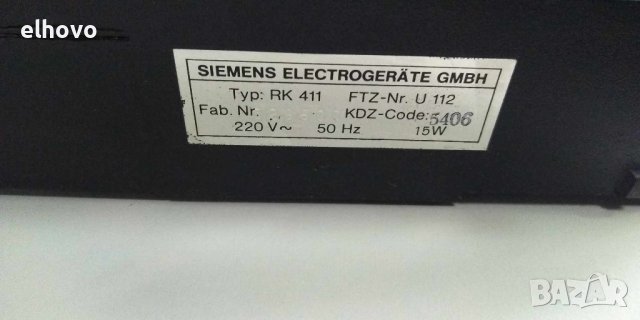 elhovo
SIEMENS ELECTROGERÄTE GMBH
Typ: RK 411 FTZ-Nr. U 112
Fab. Nr. KDZ-Code: 5406
220 V~ 50 Hz 15W
BAZAR